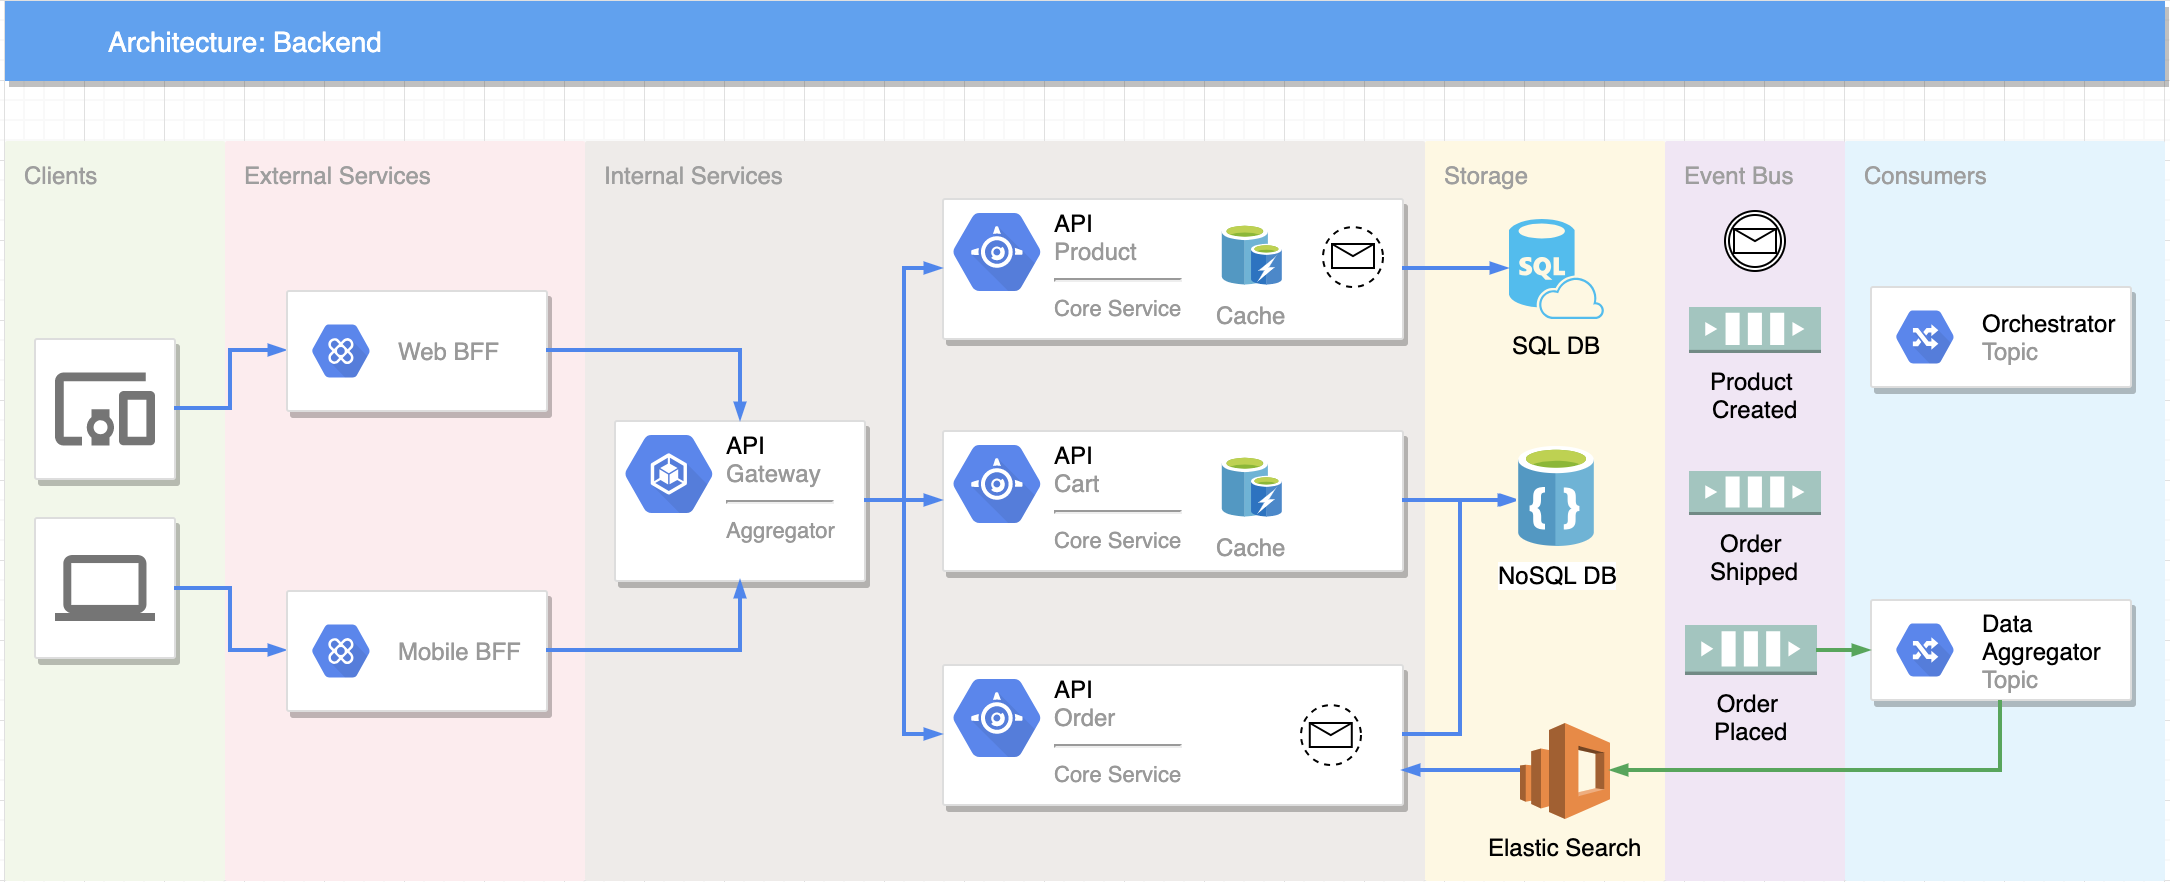 Architecture: Backend
Clients
External Services
Internal Services
Storage
Event Bus
Consumers
Web BFF
Mobile BFF
API
Gateway
Aggregator
API
Product
Core Service
Cache
API
Cart
Core Service
Cache
API
Order
Core Service
SQL
SQL DB
{ }
NoSQL DB
Elastic Search
Product
Created
Order
Shipped
Order
Placed
Orchestrator
Topic
Data
Aggregator
Topic